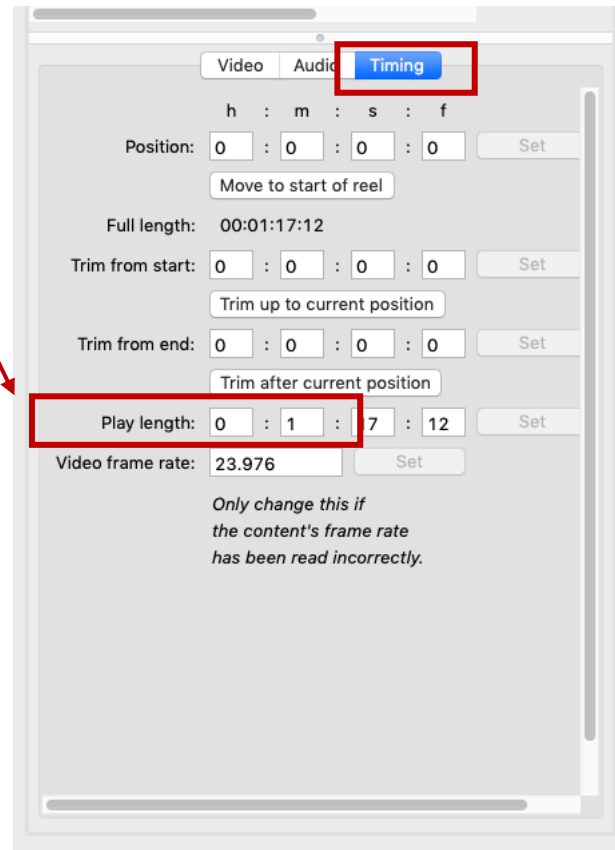 Video Audio Timing
h : m : s : f
Position: 0 : 0 : 0 : 0 Set
Move to start of reel
Full length: 00:01:17:12
Trim from start: 0 : 0 : 0 : 0 Set
Trim up to current position
Trim from end: 0 : 0 : 0 : 0 Set
Trim after current position
Play length: 0 : 1 : 17 : 12 Set
Video frame rate: 23.976 Set
Only change this if
the content's frame rate
has been read incorrectly.